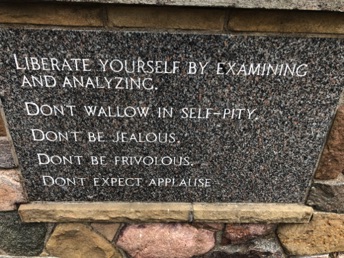 LIBERATE YOURSELF BY EXAMINING
AND ANALYZING.
DON'T WALLOW IN SELF-PITY.
DON'T BE JEALOUS.
DON'T BE FRIVOLOUS.
DON'T EXPECT APPLAUSE